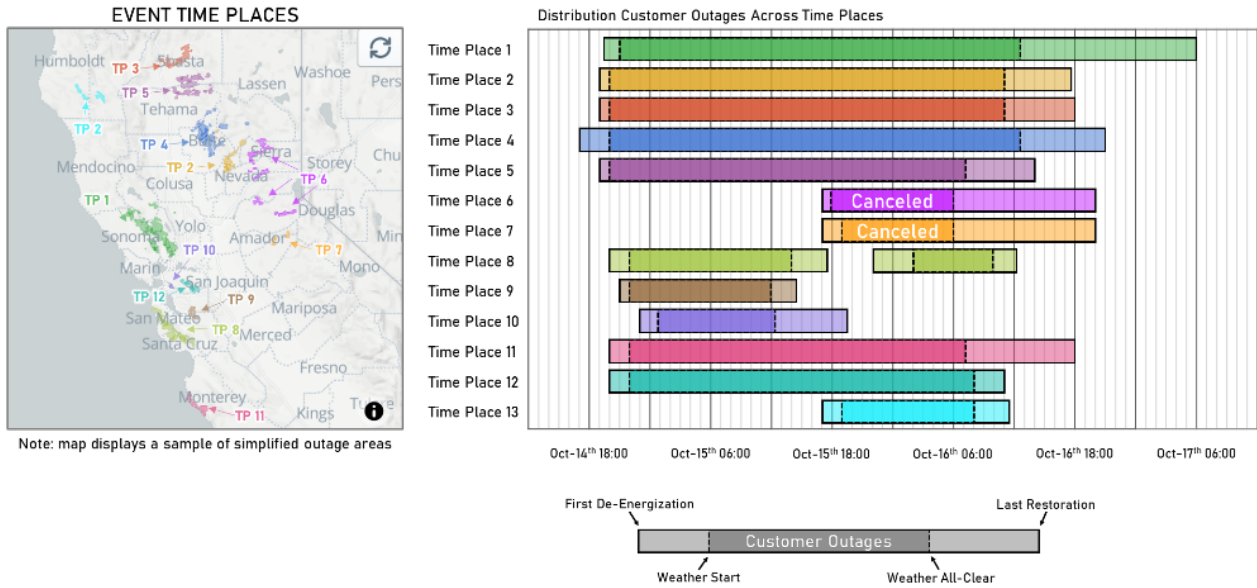 EVENT TIME PLACES
Humboldt
Shasta
TP 3
Washoe
Pers
TP 5
Lassen
Tehama
TP 2
TP 4
Butte
Sierra
Storey
Chu
Mendocino
TP 2
Nevada
TP 6
Colusa
TP 1
Douglas
Yolo
Sonoma
TP 10
Amador
TP 7
Min
Marin
Mono
San Joaquin
TP 12
TP 9
Mariposa
San Mateo
TP 8
Merced
Santa Cruz
Fresno
Monterey
TP 11
Kings
Note: map displays a sample of simplified outage areas
Distribution Customer Outages Across Time Places
Time Place 1
Time Place 2
Time Place 3
Time Place 4
Time Place 5
Time Place 6
Canceled
Time Place 7
Canceled
Time Place 8
Time Place 9
Time Place 10
Time Place 11
Time Place 12
Time Place 13
Oct-14th 18:00 Oct-15th 06:00 Oct-15th 18:00 Oct-16th 06:00 Oct-16th 18:00 Oct-17th 06:00
First De-Energization Last Restoration
Customer Outages
Weather Start Weather All-Clear